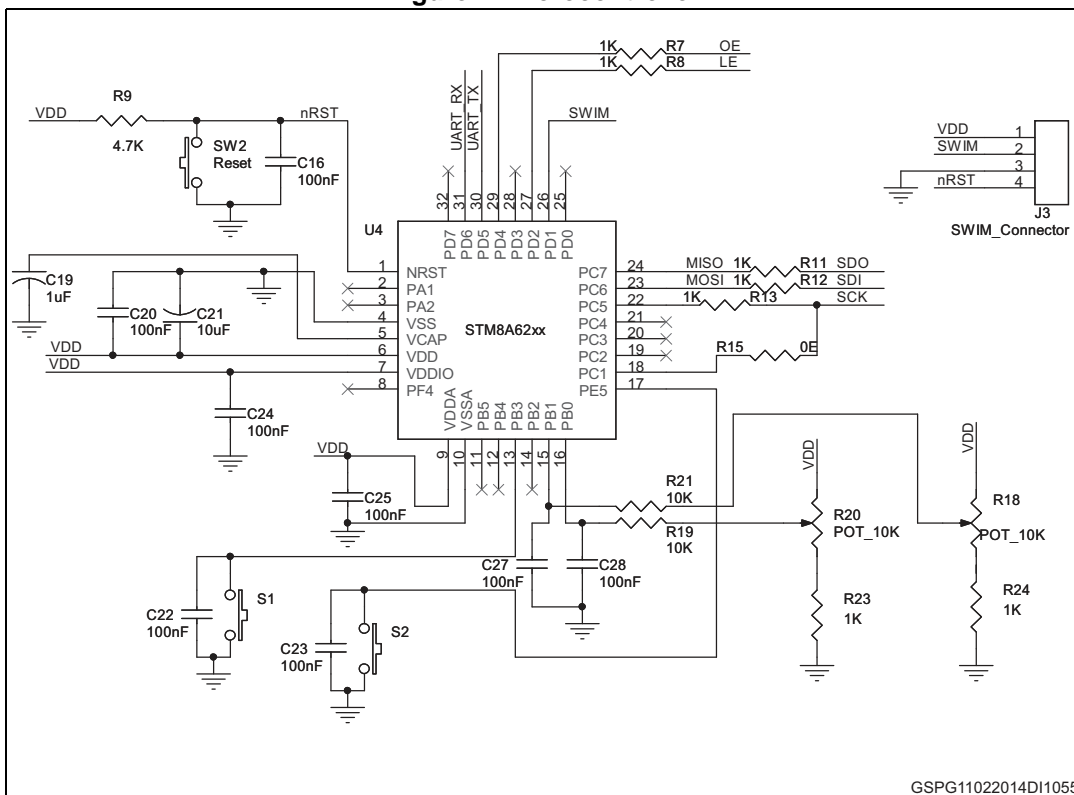 1K R7 OE
1K R8 LE
R9
VDD
nRST
4.7K
SW2
Reset
C16
100nF
UART_RX
UART_TX
SWIM
VDD 1
SWIM 2
3
nRST 4
J3
SWIM_Connector
32 31 30 29 28 27 26 25
U4
PD7 PD6 PD5 PD4 PD3 PD2 PD1 PD0
C19
1uF
C20
100nF
C21
10uF
1 NRST
2 PA1
3 PA2
4 VSS
5 VCAP
VDD 6 VDD
VDD 7 VDDIO
8 PF4
STM8A62xx
PC7 24 MISO 1K R11 SDO
PC6 23 MOSI 1K R12 SDI
PC5 22 1K R13 SCK
PC4 21
PC3 20
PC2 19
PC1 18 R15 0E
PE5 17
VDDA VSSA PB5 PB4 PB3 PB2 PB1 PB0
9 10 11 12 13 14 15 16
C24
100nF
VDD
C25
100nF
R21
10K
R19
10K
VDD
R20
POT_10K
VDD
R18
POT_10K
C27
100nF
C28
100nF
R23
1K
R24
1K
C22
100nF
S1
C23
100nF
S2
GSPG11022014DI1055